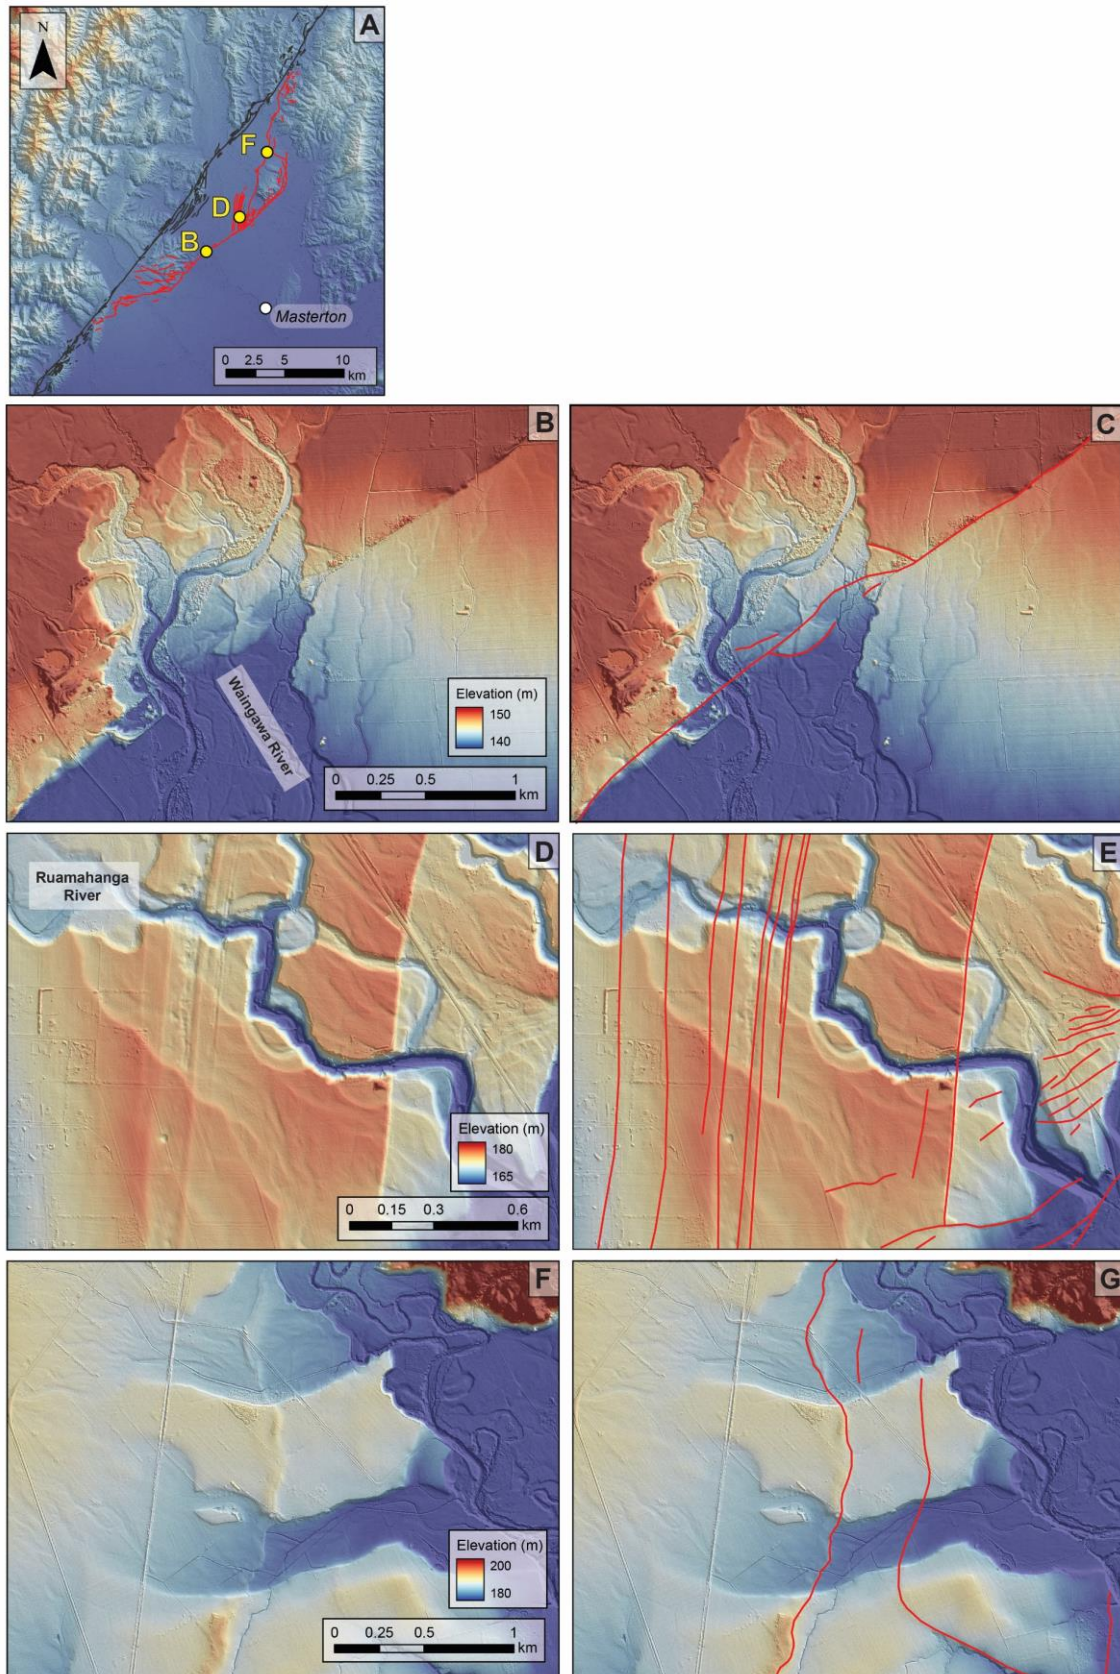 N
A
F
D
B
Masterton
0 2.5 5 10
km
B
Waingawa River
Elevation (m)
150
140
0 0.25 0.5 1
km
C
D
Ruamahanga
River
Elevation (m)
180
165
0 0.15 0.3 0.6
km
E
F
Elevation (m)
200
180
0 0.25 0.5 1
km
G